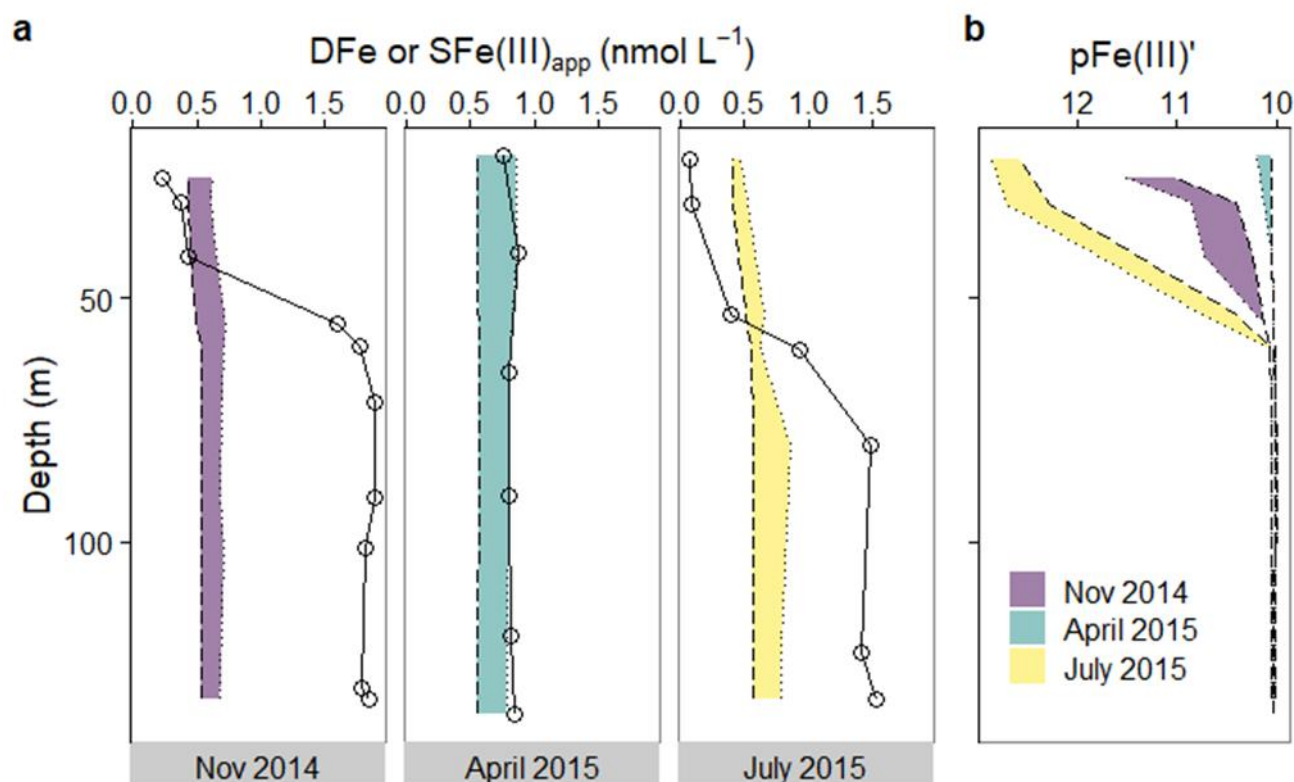 a
DFe or SFe(III)app (nmol L⁻¹)
0.0 0.5 1.0 1.5 0.0 0.5 1.0 1.5 0.0 0.5 1.0 1.5
Depth (m)
50
100
Nov 2014 April 2015 July 2015
b
pFe(III)'
12 11 10
Nov 2014
April 2015
July 2015